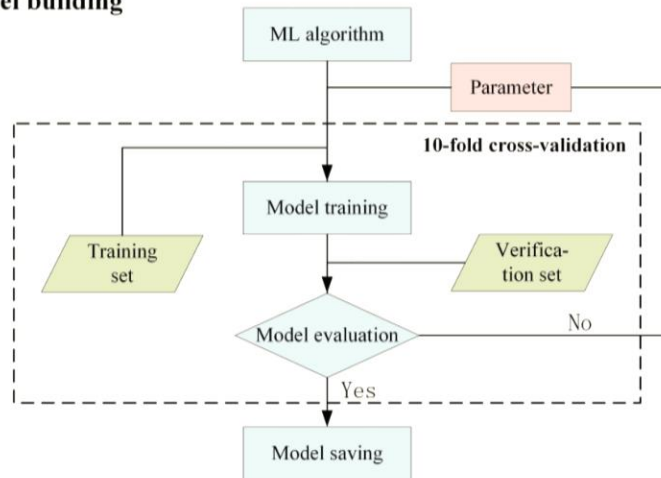 el building
ML algorithm
Parameter
10-fold cross-validation
Model training
Training
set
Verifica-
tion set
Model evaluation
No
Yes
Model saving